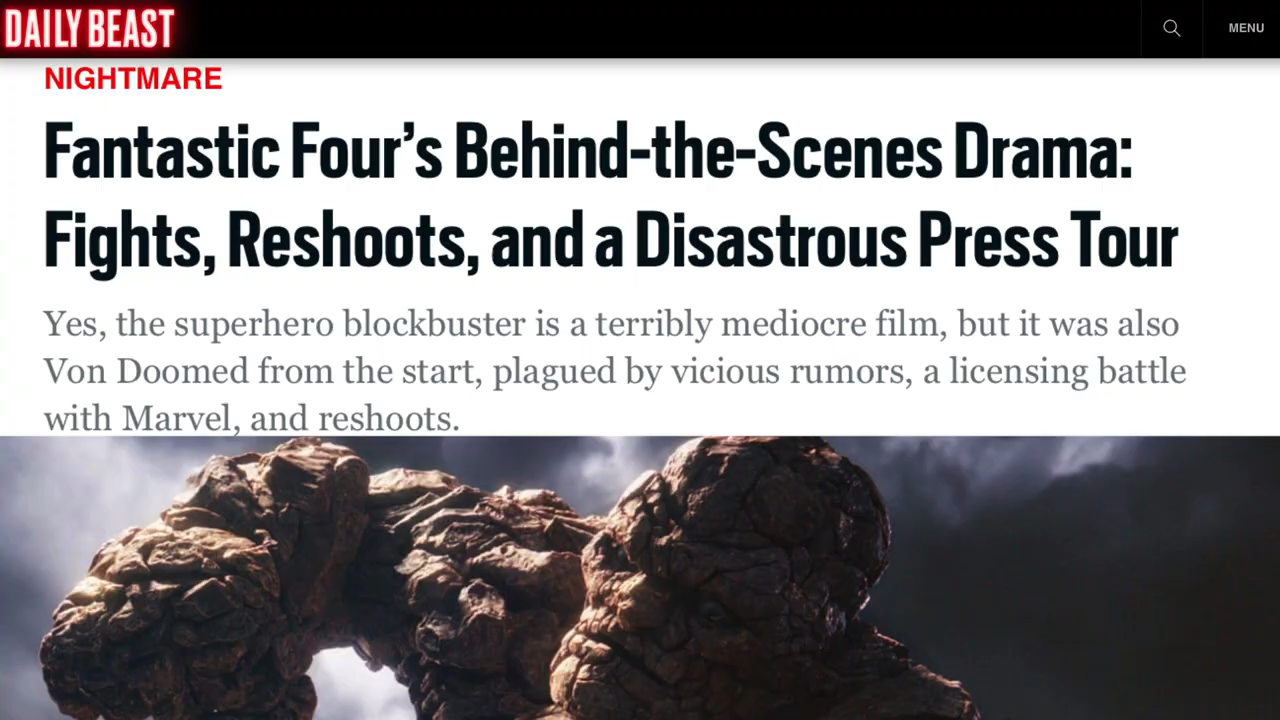 DAILY BEAST
MENU
NIGHTMARE
Fantastic Four’s Behind-the-Scenes Drama:
Fights, Reshoots, and a Disastrous Press Tour
Yes, the superhero blockbuster is a terribly mediocre film, but it was also
Von Doomed from the start, plagued by vicious rumors, a licensing battle
with Marvel, and reshoots.